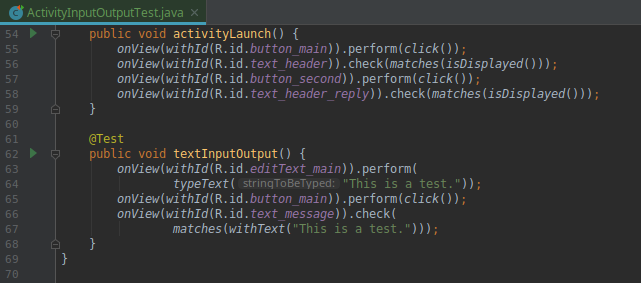 ActivityInputOutputTest.java
54 public void activityLaunch() {
55 onView(withId(R.id.button_main)).perform(click());
56 onView(withId(R.id.text_header)).check(matches(isDisplayed()));
57 onView(withId(R.id.button_second)).perform(click());
58 onView(withId(R.id.text_header_reply)).check(matches(isDisplayed()));
59 }
60
61 @Test
62 public void textInputOutput() {
63 onView(withId(R.id.editText_main)).perform(
64 typeText( stringToBeTyped: "This is a test."));
65 onView(withId(R.id.button_main)).perform(click());
66 onView(withId(R.id.text_message)).check(
67 matches(withText("This is a test.")));
68 }
69 }
70